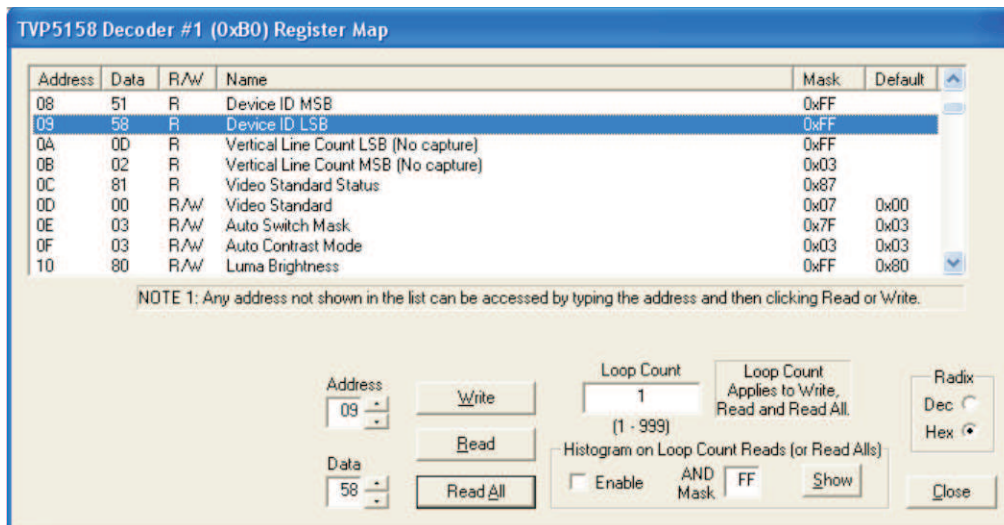 TVP5158 Decoder #1 (0xB0) Register Map
Address Data R/W Name Mask Default
08 51 R Device ID MSB 0xFF
09 58 R Device ID LSB 0xFF
0A 0D R Vertical Line Count LSB (No capture) 0xFF
0B 02 R Vertical Line Count MSB (No capture) 0x03
0C 81 R Video Standard Status 0x87
0D 00 R/W Video Standard 0x07 0x00
0E 03 R/W Auto Switch Mask 0x7F 0x03
0F 03 R/W Auto Contrast Mode 0x03 0x03
10 80 R/W Luma Brightness 0xFF 0x80
NOTE 1: Any address not shown in the list can be accessed by typing the address and then clicking Read or Write.
Address
09
Write
Read
Data
58
Read All
Loop Count
1
(1 - 999)
Loop Count
Applies to Write,
Read and Read All.
Histogram on Loop Count Reads (or Read Alls)
Enable
AND
Mask
FF
Show
Radix
Dec
Hex
Close